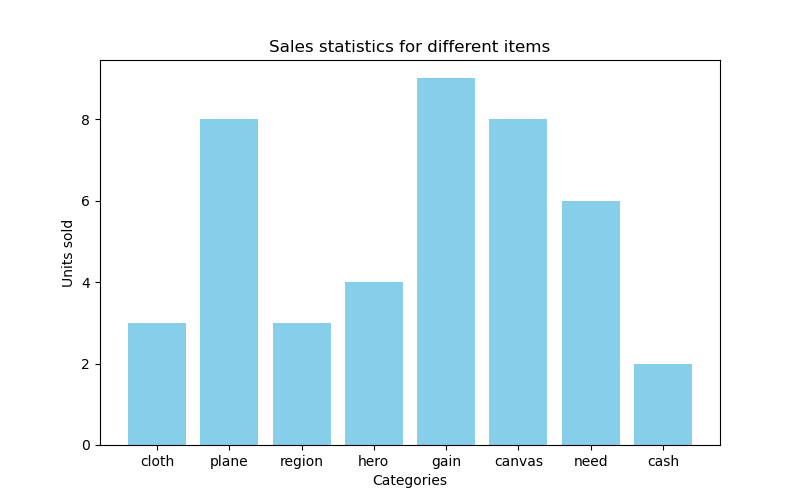 Sales statistics for different items
Units sold
8
6
4
2
0
cloth plane region hero gain canvas need cash
Categories